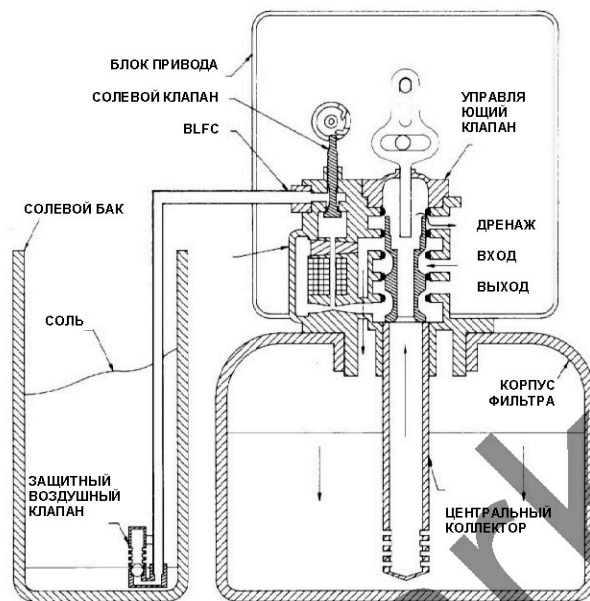 БЛОК ПРИВОДА
СОЛЕВОЙ КЛАПАН
BLFC
СОЛЕВОЙ БАК
СОЛЬ
ЗАЩИТНЫЙ
ВОЗДУШНЫЙ
КЛАПАН
УПРАВЛЯ
ЮЩИЙ
КЛАПАН
ДРЕНАЖ
ВХОД
ВЫХОД
КОРПУС
ФИЛЬТРА
ЦЕНТРАЛЬНЫЙ
КОЛЛЕКТОР